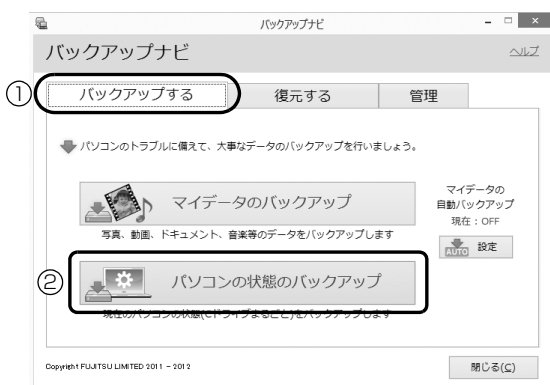 バックアップナビ
バックアップナビ
ヘルプ
① バックアップする 復元する 管理
パソコンのトラブルに備えて、大事なデータのバックアップを行いましょう。
マイデータのバックアップ
写真、動画、ドキュメント、音楽等のデータをバックアップします
マイデータの
自動バックアップ
現在：OFF
AUTO 設定
② パソコンの状態のバックアップ
現在のパソコンの状態(Cドライブまるごと)をバックアップします
Copyright FUJITSU LIMITED 2011 - 2012
閉じる(C)